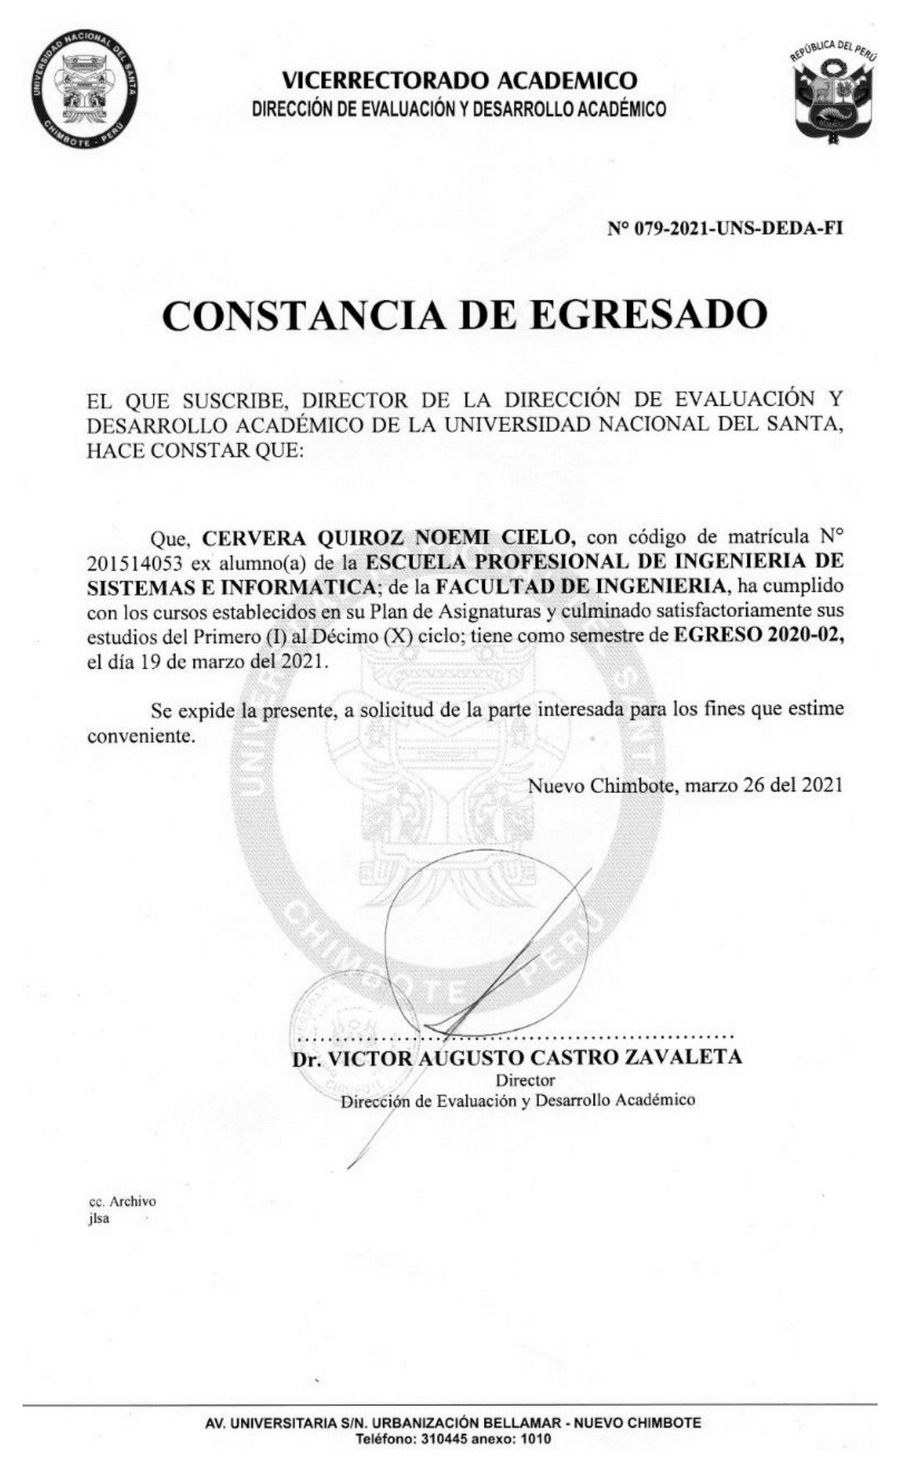 UNIVERSIDAD NACIONAL DEL SANTA
CHIMBOTE - PERÚ
VICERRECTORADO ACADEMICO
DIRECCIÓN DE EVALUACIÓN Y DESARROLLO ACADÉMICO
REPÚBLICA DEL PERÚ
Nº 079-2021-UNS-DEDA-FI
CONSTANCIA DE EGRESADO
EL QUE SUSCRIBE, DIRECTOR DE LA DIRECCIÓN DE EVALUACIÓN Y
DESARROLLO ACADÉMICO DE LA UNIVERSIDAD NACIONAL DEL SANTA,
HACE CONSTAR QUE:
Que, CERVERA QUIROZ NOEMI CIELO, con código de matrícula N°
201514053 ex alumno(a) de la ESCUELA PROFESIONAL DE INGENIERIA DE
SISTEMAS E INFORMATICA; de la FACULTAD DE INGENIERIA, ha cumplido
con los cursos establecidos en su Plan de Asignaturas y culminado satisfactoriamente sus
estudios del Primero (I) al Décimo (X) ciclo; tiene como semestre de EGRESO 2020-02,
el día 19 de marzo del 2021.
Se expide la presente, a solicitud de la parte interesada para los fines que estime
conveniente.
Nuevo Chimbote, marzo 26 del 2021
CHIMBOTE PERÚ
Dr. VICTOR AUGUSTO CASTRO ZAVALETA
Director
Dirección de Evaluación y Desarrollo Académico
cc. Archivo
jlsa
AV. UNIVERSITARIA S/N. URBANIZACIÓN BELLAMAR - NUEVO CHIMBOTE
Teléfono: 310445 anexo: 1010